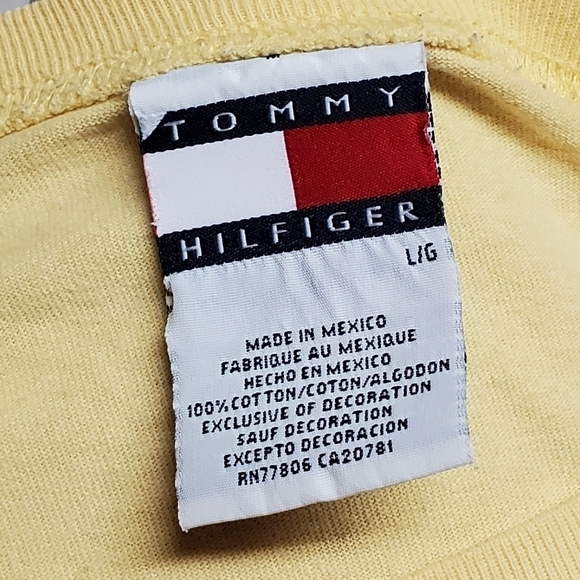 TOMMY
HILFIGER
L/G
MADE IN MEXICO
FABRIQUE AU MEXIQUE
HECHO EN MEXICO
100% COTTON/COTON/ALGODON
EXCLUSIVE OF DECORATION
SAUF DECORATION
EXCEPTO DECORACION
RN77806 CA20781